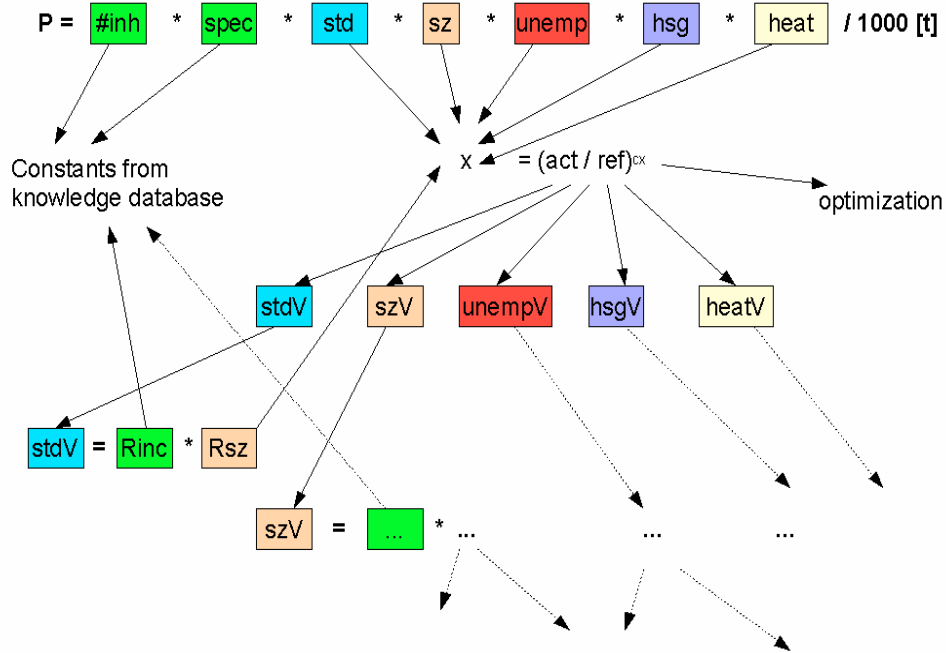 P = #inh * spec * std * sz * unemp * hsg * heat / 1000 [t]
Constants from
knowledge database
x = (act / ref)cx
optimization
stdV szV unempV hsgV heatV
stdV = Rinc * Rsz
szV = ... * ... ... ...